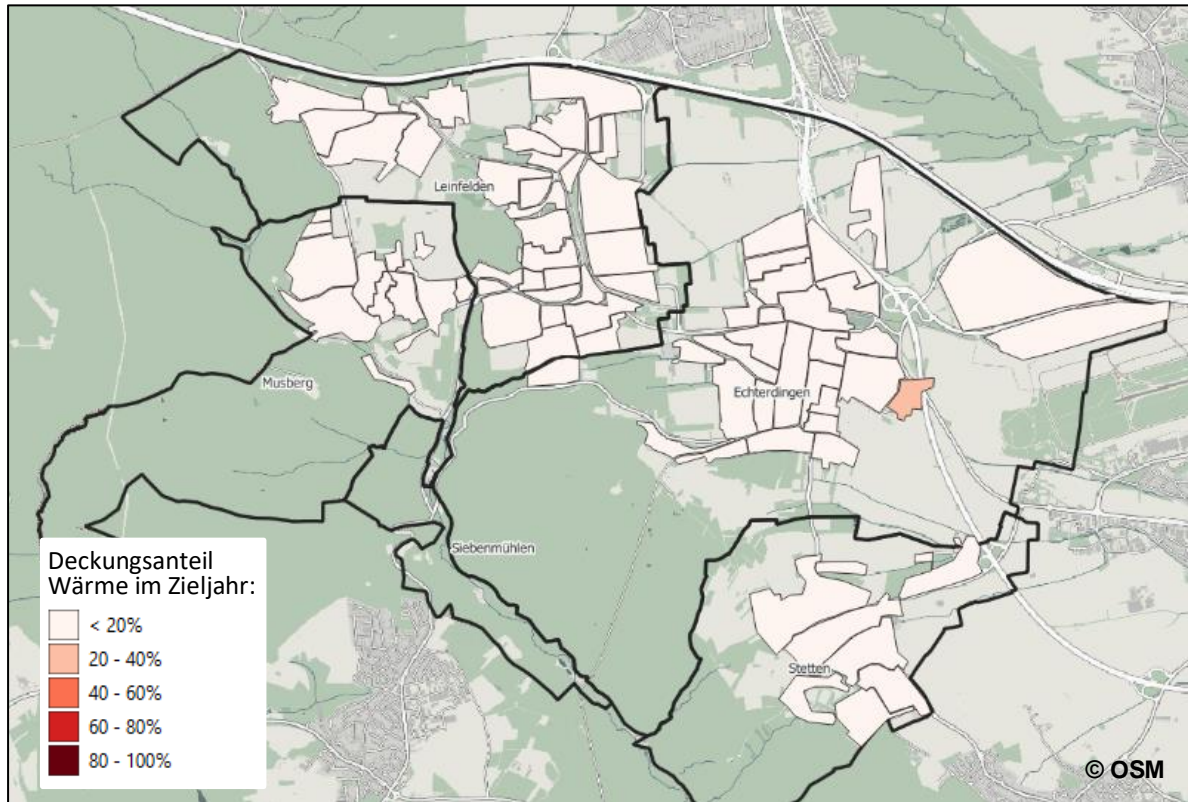 Leinfelden
Musberg
Echterdingen
Siebenmühlen
Stetten
Deckungsanteil
Wärme im Zieljahr:
< 20%
20 - 40%
40 - 60%
60 - 80%
80 - 100%
© OSM